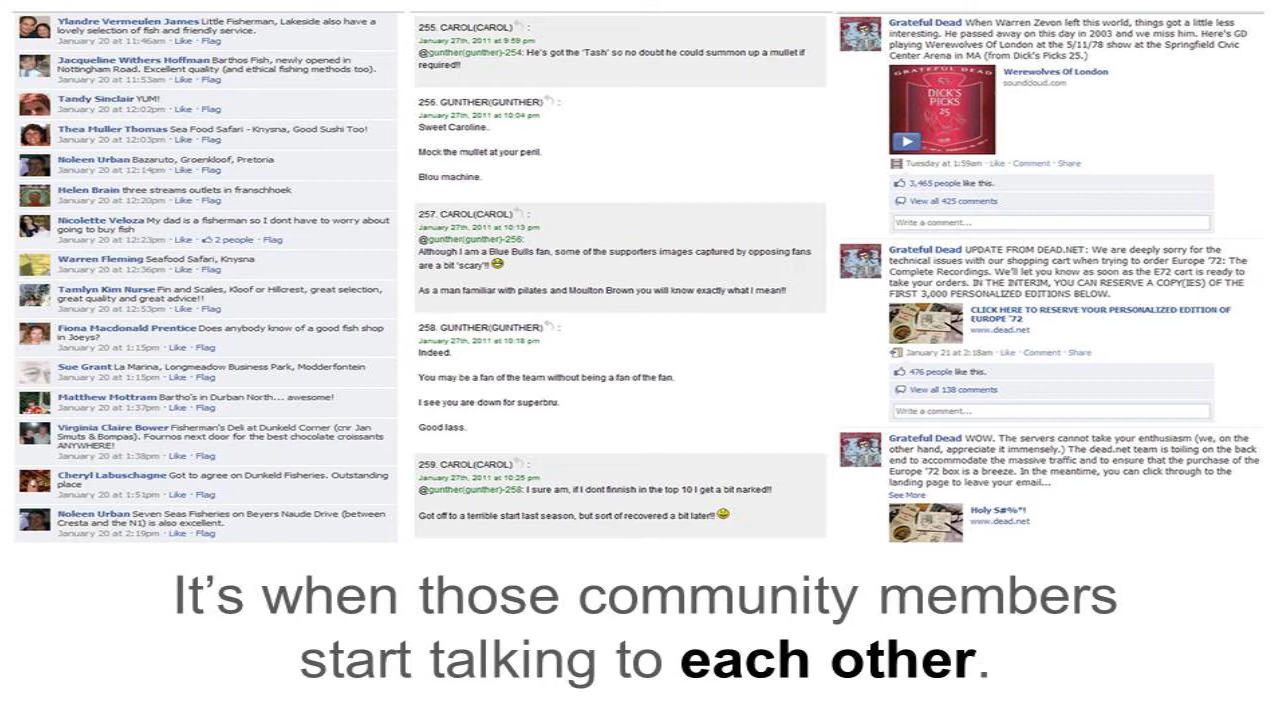 Ylandre Vermeulen James Little Fisherman, Lakeside also have a
lovely selection of fish and friendly service.
January 20 at 11:46am · Like · Flag
Jacqueline Withers Hoffman Barthos Fish, newly opened in
Nottingham Road. Excellent quality (and ethical fishing methods too).
January 20 at 11:53am · Like · Flag
Tandy Sinclair YUM!
January 20 at 12:02pm · Like · Flag
Thea Muller Thomas Sea Food Safari - Knysna, Good Sushi Too!
January 20 at 12:03pm · Like · Flag
Noleen Urban Bazaruto, Groenkloof, Pretoria
January 20 at 12:14pm · Like · Flag
Helen Brain three streams outlets in franschhoek
January 20 at 12:20pm · Like · Flag
Nicolette Veloza My dad is a fisherman so I dont have to worry about
going to buy fish
January 20 at 12:23pm · Like · 2 people · Flag
Warren Fleming Seafood Safari, Knysna
January 20 at 12:36pm · Like · Flag
Tamlyn Kim Nurse Fin and Scales, Kloof or Hillcrest, great selection,
great quality and great advice!!
January 20 at 12:53pm · Like · Flag
Fiona Macdonald Prentice Does anybody know of a good fish shop
in Joeys?
January 20 at 1:15pm · Like · Flag
Sue Grant La Marina, Longmeadow Business Park, Modderfontein
January 20 at 1:15pm · Like · Flag
Matthew Mottram Bartho's in Durban North... awesome!
January 20 at 1:37pm · Like · Flag
Virginia Claire Bower Fisherman's Deli at Dunkeld Corner (cnr Jan
Smuts & Bompas). Fournos next door for the best chocolate croissants
ANYWHERE!
January 20 at 1:38pm · Like · Flag
Cheryl Labuschagne Got to agree on Dunkeld Fisheries. Outstanding
place
January 20 at 1:51pm · Like · Flag
Noleen Urban Seven Seas Fisheries on Beyers Naude Drive (between
Cresta and the N1) is also excellent.
January 20 at 2:19pm · Like · Flag
255. CAROL(CAROL) :
January 27th, 2011 at 9:59 pm
@gunther(gunther)-254: He's got the 'Tash' so no doubt he could summon up a mullet if
required!!
256. GUNTHER(GUNTHER) :
January 27th, 2011 at 10:04 pm
Sweet Caroline..
Mock the mullet at your peril.
Blou machine.
257. CAROL(CAROL) :
January 27th, 2011 at 10:13 pm
@gunther(gunther)-256:
Although I am a Blue Bulls fan, some of the supporters images captured by opposing fans
are a bit 'scary'!!
As a man familiar with pilates and Moulton Brown you will know exactly what I mean!!
258. GUNTHER(GUNTHER) :
January 27th, 2011 at 10:18 pm
Indeed.
You may be a fan of the team without being a fan of the fan.
I see you are down for superbru.
Good lass.
259. CAROL(CAROL) :
January 27th, 2011 at 10:25 pm
@gunther(gunther)-258: I sure am, if I dont finnish in the top 10 I get a bit narked!!
Got off to a terrible start last season, but sort of recovered a bit later!!
Grateful Dead When Warren Zevon left this world, things got a little less
interesting. He passed away on this day in 2003 and we miss him. Here's GD
playing Werewolves Of London at the 5/11/78 show at the Springfield Civic
Center Arena in MA (from Dick's Picks 25.)
GRATEFUL DEAD
DICK'S
PICKS
25
Werewolves Of London
soundcloud.com
Tuesday at 1:59am · Like · Comment · Share
3,465 people like this.
View all 425 comments
Write a comment...
Grateful Dead UPDATE FROM DEAD.NET: We are deeply sorry for the
technical issues with our shopping cart when trying to order Europe '72: The
Complete Recordings. We'll let you know as soon as the E72 cart is ready to
take your orders. IN THE INTERIM, YOU CAN RESERVE A COPY(IES) OF THE
FIRST 3,000 PERSONALIZED EDITIONS BELOW.
CLICK HERE TO RESERVE YOUR PERSONALIZED EDITION OF
EUROPE '72
www.dead.net
January 21 at 2:18am · Like · Comment · Share
476 people like this.
View all 138 comments
Write a comment...
Grateful Dead WOW. The servers cannot take your enthusiasm (we, on the
other hand, appreciate it immensely.) The dead.net team is toiling on the back
end to accommodate the massive traffic and to ensure that the purchase of the
Europe '72 box is a breeze. In the meantime, you can click through to the
landing page to leave your email...
See More
Holy S#%*!
www.dead.net
It's when those community members
start talking to each other.